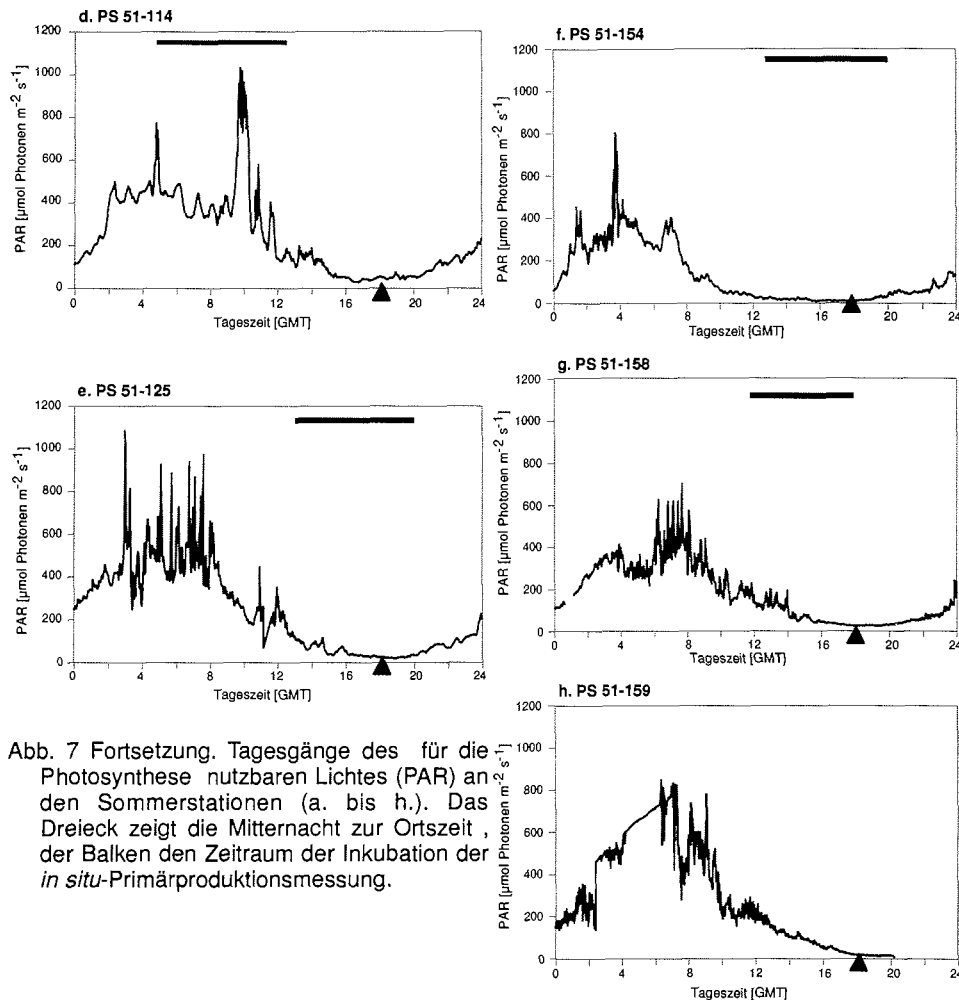 d. PS 51-114
PAR [µmol Photonen m⁻² s⁻¹]
1200
1000
800
600
400
200
0
0 4 8 12 16 20 24
Tageszeit [GMT]
e. PS 51-125
PAR [µmol Photonen m⁻² s⁻¹]
1200
1000
800
600
400
200
0
0 4 8 12 16 20 24
Tageszeit [GMT]
Abb. 7 Fortsetzung. Tagesgänge des für die
Photosynthese nutzbaren Lichtes (PAR) an
den Sommerstationen (a. bis h.). Das
Dreieck zeigt die Mitternacht zur Ortszeit ,
der Balken den Zeitraum der Inkubation der
in situ-Primärproduktionsmessung.
f. PS 51-154
PAR [µmol Photonen m⁻² s⁻¹]
1200
1000
800
600
400
200
0
0 4 8 12 16 20 24
Tageszeit [GMT]
g. PS 51-158
PAR [µmol Photonen m⁻² s⁻¹]
1200
1000
800
600
400
200
0
0 4 8 12 16 20 24
Tageszeit [GMT]
h. PS 51-159
PAR [µmol Photonen m⁻² s⁻¹]
1200
1000
800
600
400
200
0
0 4 8 12 16 20 24
Tageszeit [GMT]